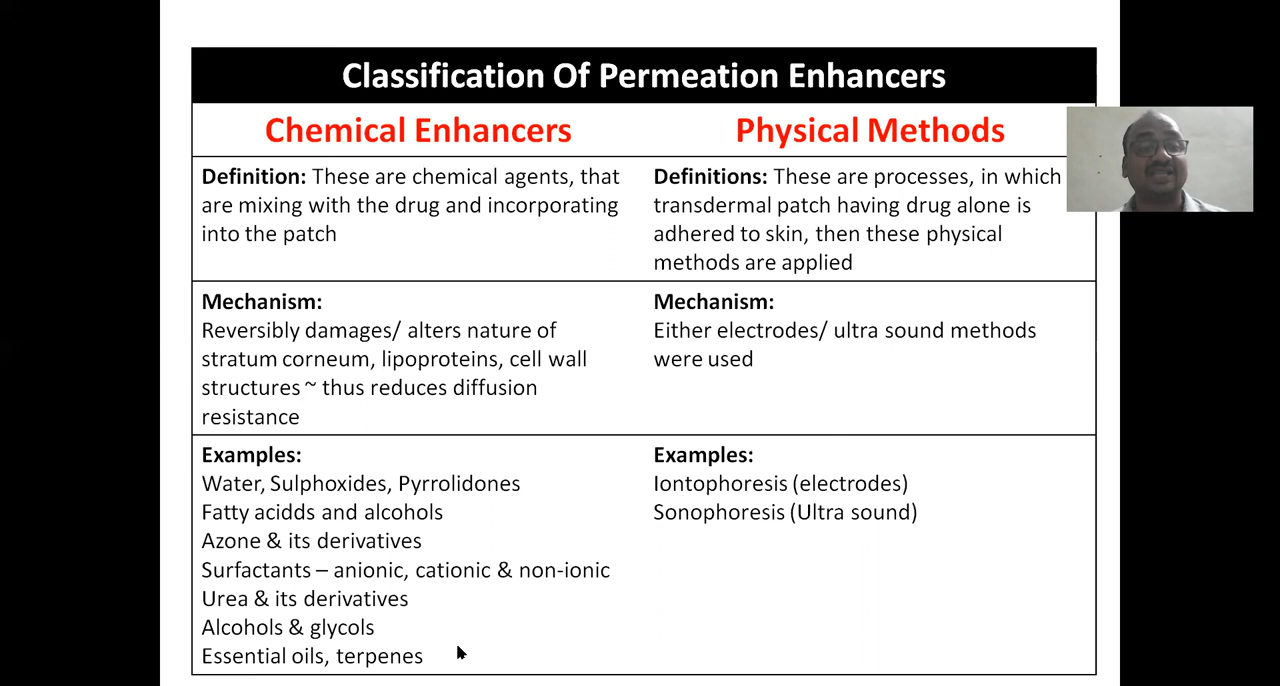 Classification Of Permeation Enhancers
Chemical Enhancers
Physical Methods
Definition: These are chemical agents, that
are mixing with the drug and incorporating
into the patch
Definitions: These are processes, in which
transdermal patch having drug alone is
adhered to skin, then these physical
methods are applied
Mechanism:
Reversibly damages/ alters nature of
stratum corneum, lipoproteins, cell wall
structures ~ thus reduces diffusion
resistance
Mechanism:
Either electrodes/ ultra sound methods
were used
Examples:
Water, Sulphoxides, Pyrrolidones
Fatty acidds and alcohols
Azone & its derivatives
Surfactants – anionic, cationic & non-ionic
Urea & its derivatives
Alcohols & glycols
Essential oils, terpenes
Examples:
Iontophoresis (electrodes)
Sonophoresis (Ultra sound)